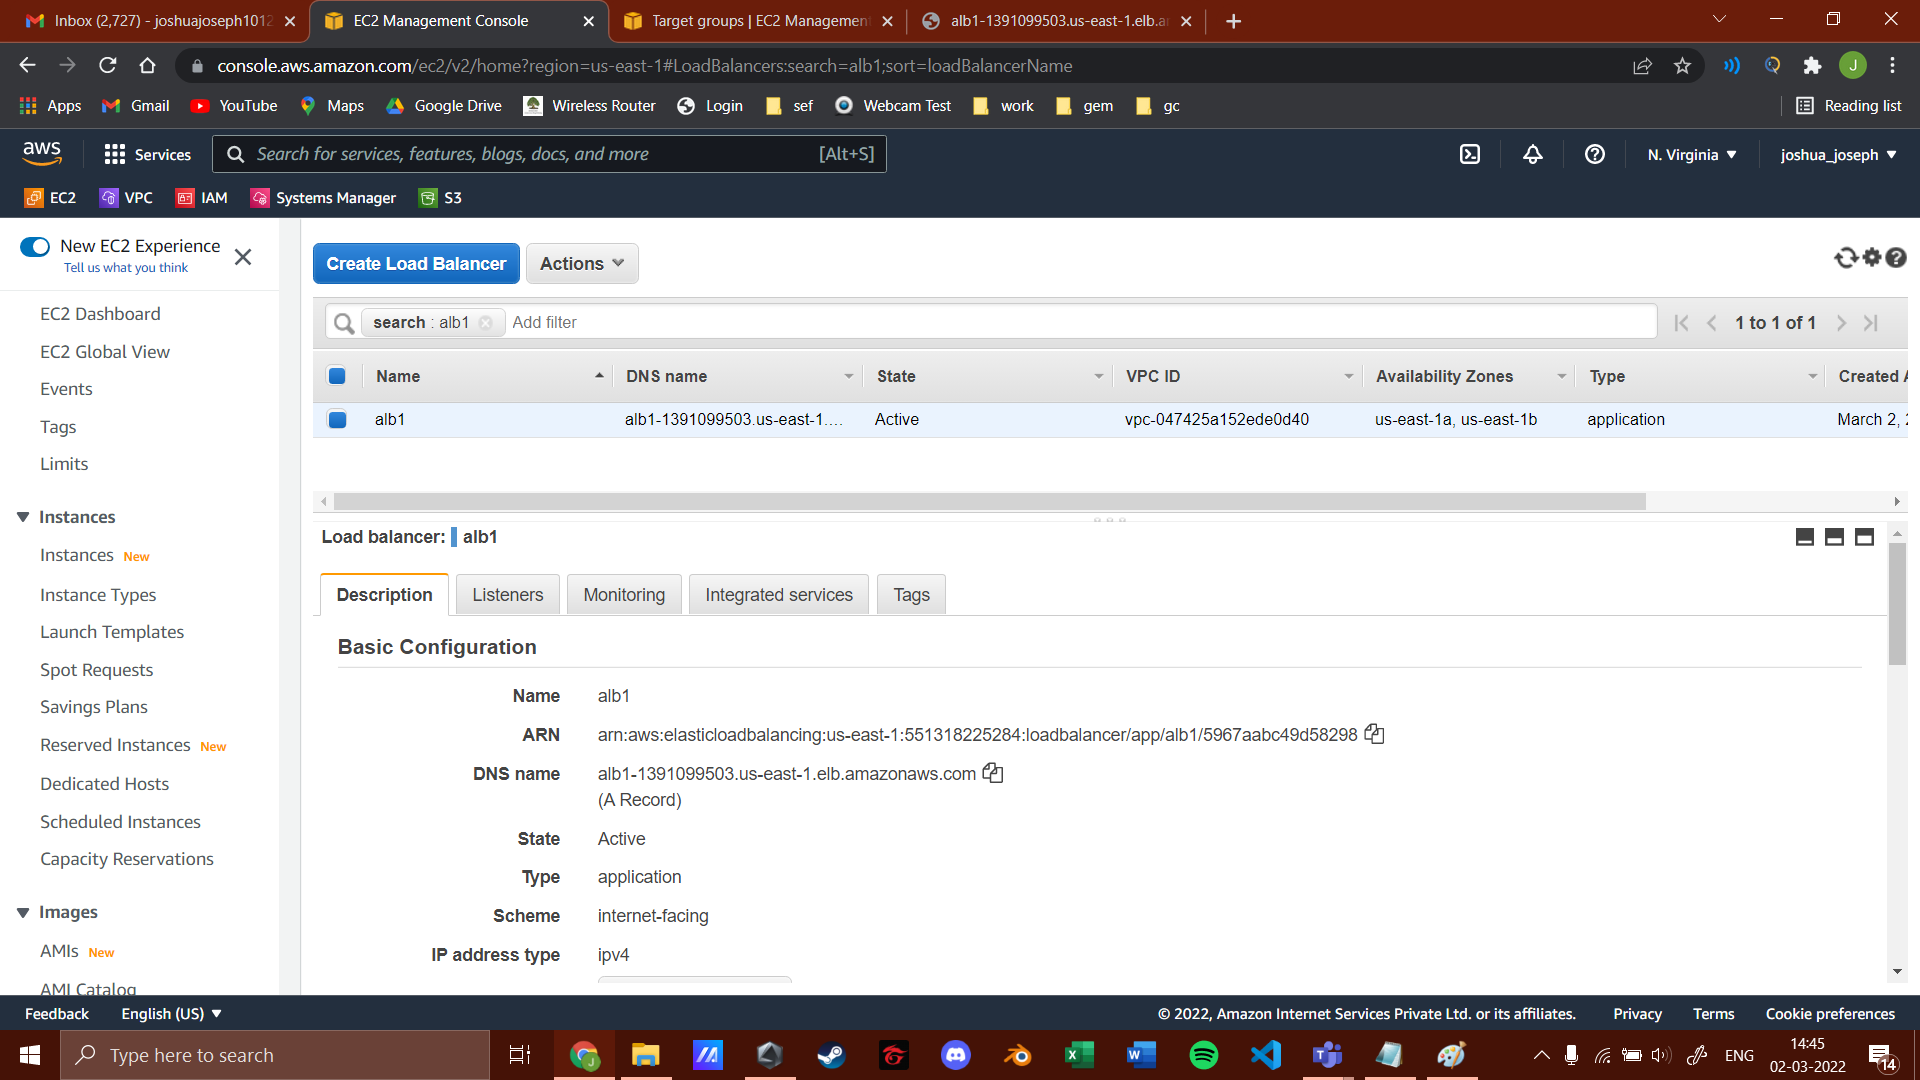 Inbox (2,727) - joshuajoseph1012
EC2 Management Console
Target groups | EC2 Management
alb1-1391099503.us-east-1.elb.a
console.aws.amazon.com/ec2/v2/home?region=us-east-1#LoadBalancers:search=alb1;sort=loadBalancerName
J
Apps
Gmail
YouTube
Maps
Google Drive
Wireless Router
Login
sef
Webcam Test
work
gem
gc
Reading list
aws
Services
Search for services, features, blogs, docs, and more
[Alt+S]
N. Virginia
joshua_joseph
EC2
VPC
IAM
Systems Manager
S3
New EC2 Experience
Tell us what you think
EC2 Dashboard
EC2 Global View
Events
Tags
Limits
Instances
Instances New
Instance Types
Launch Templates
Spot Requests
Savings Plans
Reserved Instances New
Dedicated Hosts
Scheduled Instances
Capacity Reservations
Images
AMIs New
AMI Catalog
Create Load Balancer
Actions
search : alb1
Add filter
1 to 1 of 1
Name
DNS name
State
VPC ID
Availability Zones
Type
Created A
alb1
alb1-1391099503.us-east-1....
Active
vpc-047425a152ede0d40
us-east-1a, us-east-1b
application
March 2, 2
Load balancer: alb1
Description
Listeners
Monitoring
Integrated services
Tags
Basic Configuration
Name alb1
ARN arn:aws:elasticloadbalancing:us-east-1:551318225284:loadbalancer/app/alb1/5967aabc49d58298
DNS name alb1-1391099503.us-east-1.elb.amazonaws.com
(A Record)
State Active
Type application
Scheme internet-facing
IP address type ipv4
Feedback
English (US)
© 2022, Amazon Internet Services Private Ltd. or its affiliates.
Privacy
Terms
Cookie preferences
Type here to search
ENG
14:45
02-03-2022
14